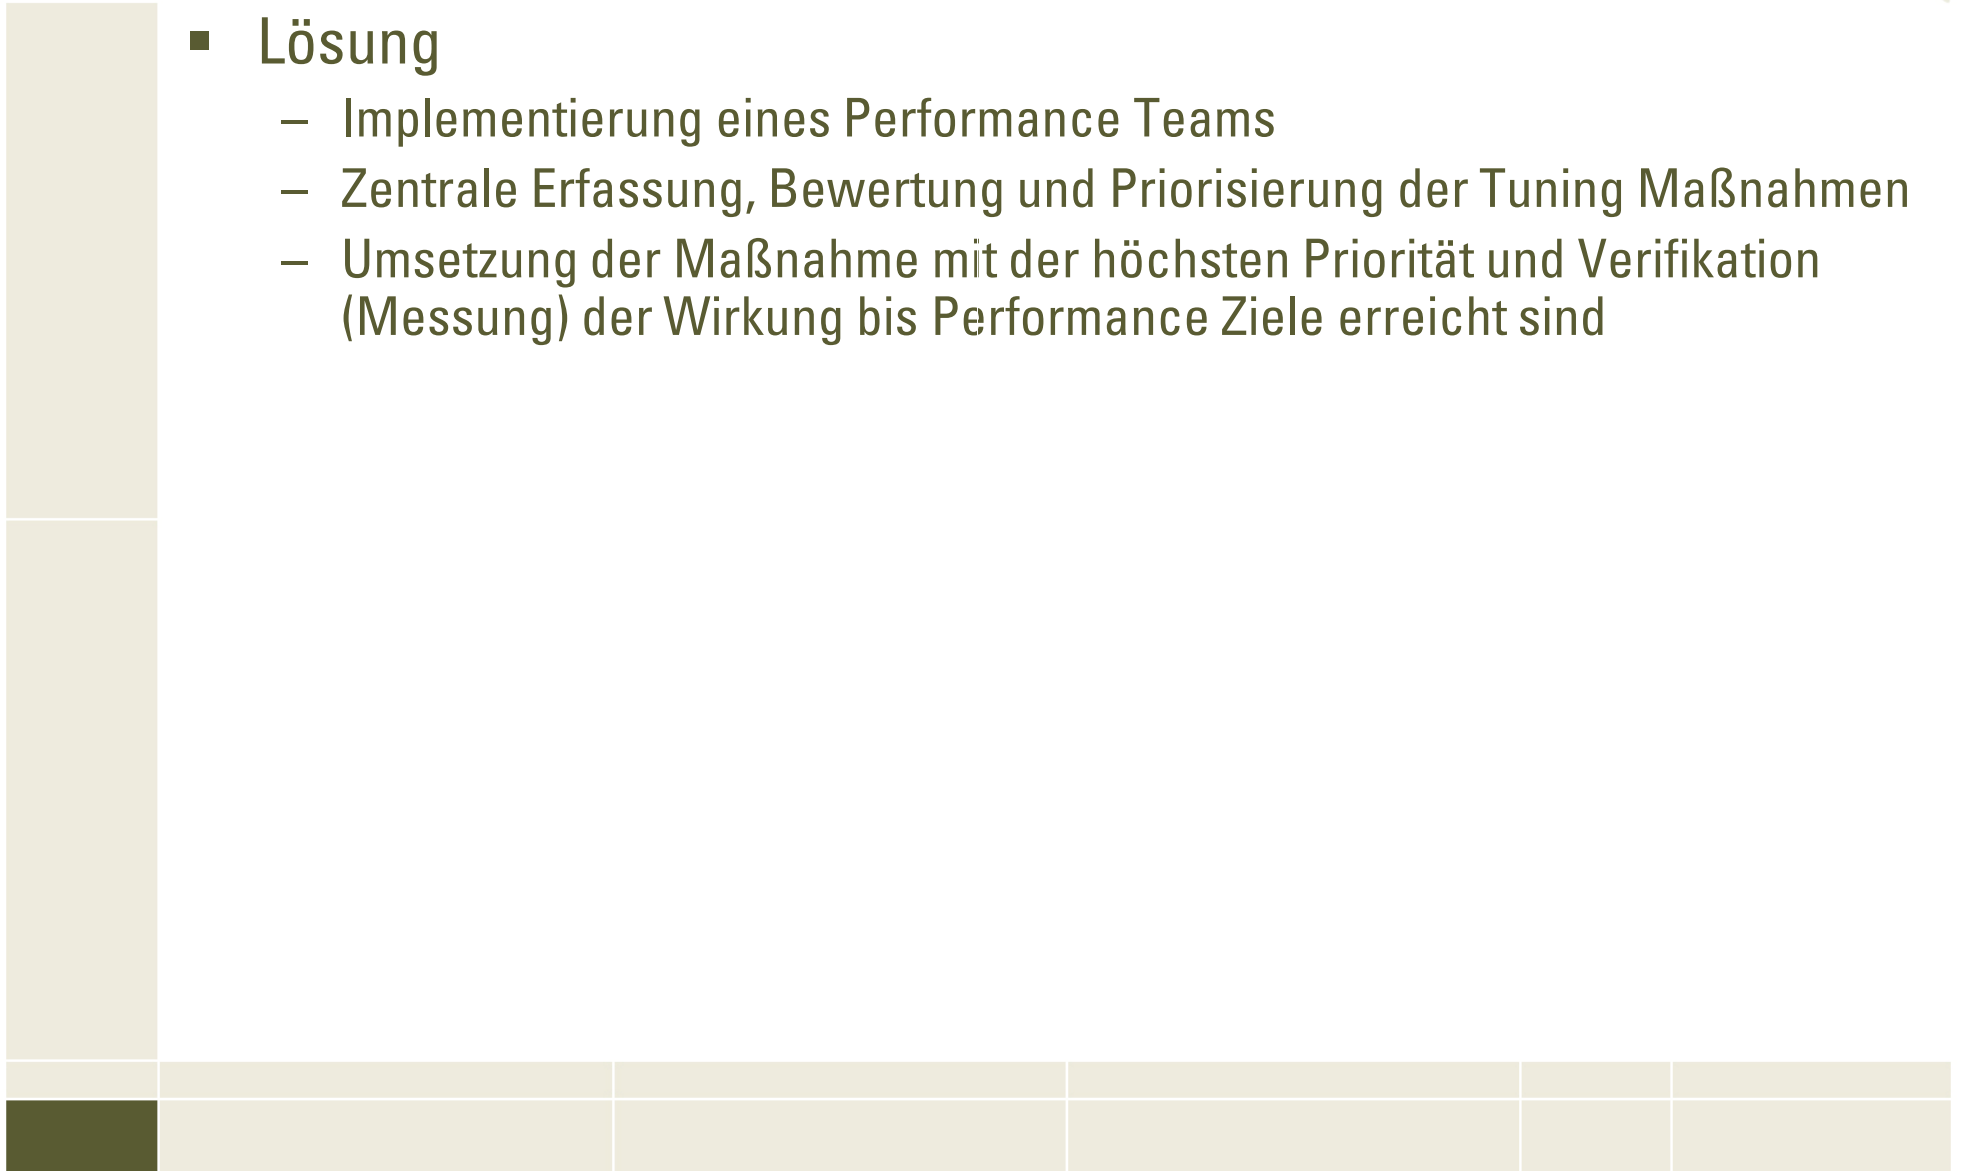 ▪ Lösung
– Implementierung eines Performance Teams
– Zentrale Erfassung, Bewertung und Priorisierung der Tuning Maßnahmen
– Umsetzung der Maßnahme mit der höchsten Priorität und Verifikation
(Messung) der Wirkung bis Performance Ziele erreicht sind